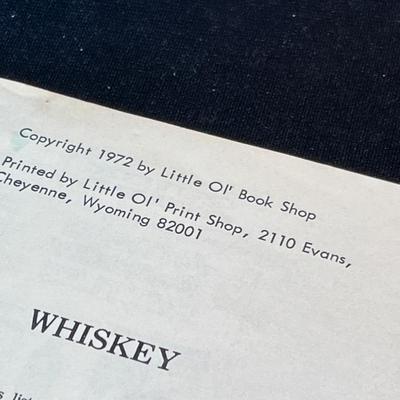 Copyright 1972 by Little Ol' Book Shop
Printed by Little Ol' Print Shop, 2110 Evans,
Cheyenne, Wyoming 82001
WHISKEY